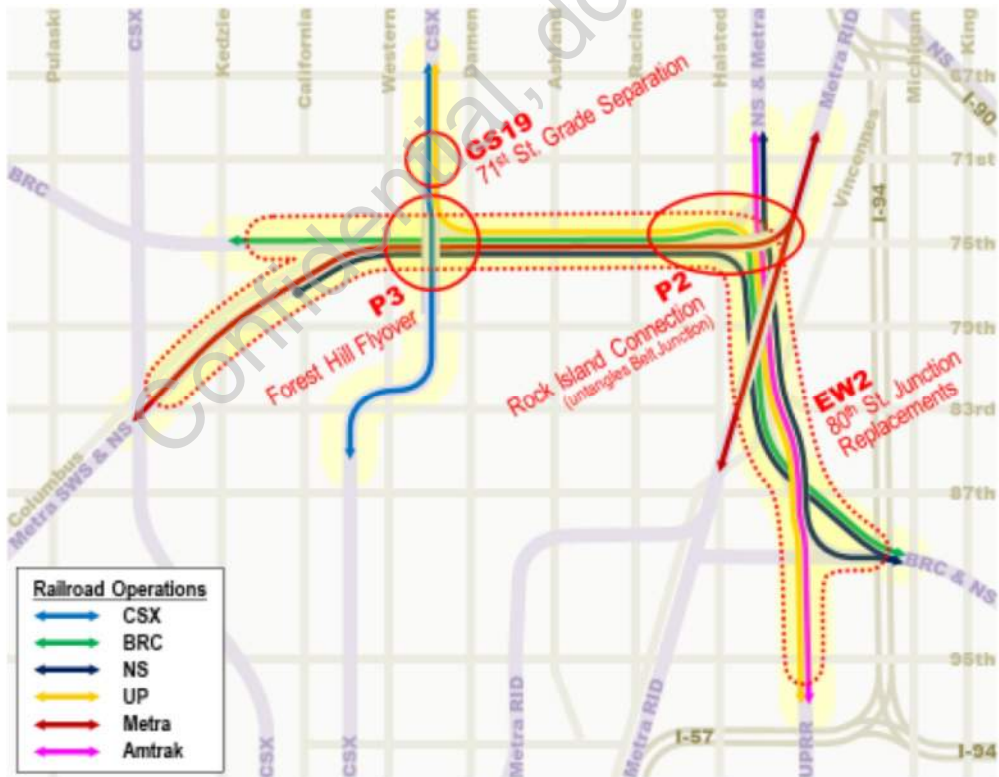 Pulaski
CSX
Kedzie
California
Western
CSX
Damen
Ashland
Racine
Halsted
NS & Metra
Metra RID
NS
Michigan
King
67th
I-90
GS19
71st St. Grade Separation
71st
Vincennes
I-94
BRC
75th
P3
Forest Hill Flyover
P2
Rock Island Connection
(untangles Belt Junction)
79th
EW2
80th St. Junction
Replacements
83rd
Columbus
Metra SWS & NS
87th
BRC & NS
95th
Railroad Operations
CSX
BRC
NS
UP
Metra
Amtrak
CSX
CSX
Metra RID
Metra RID
I-57
UPRR
I-94
Confidential, do